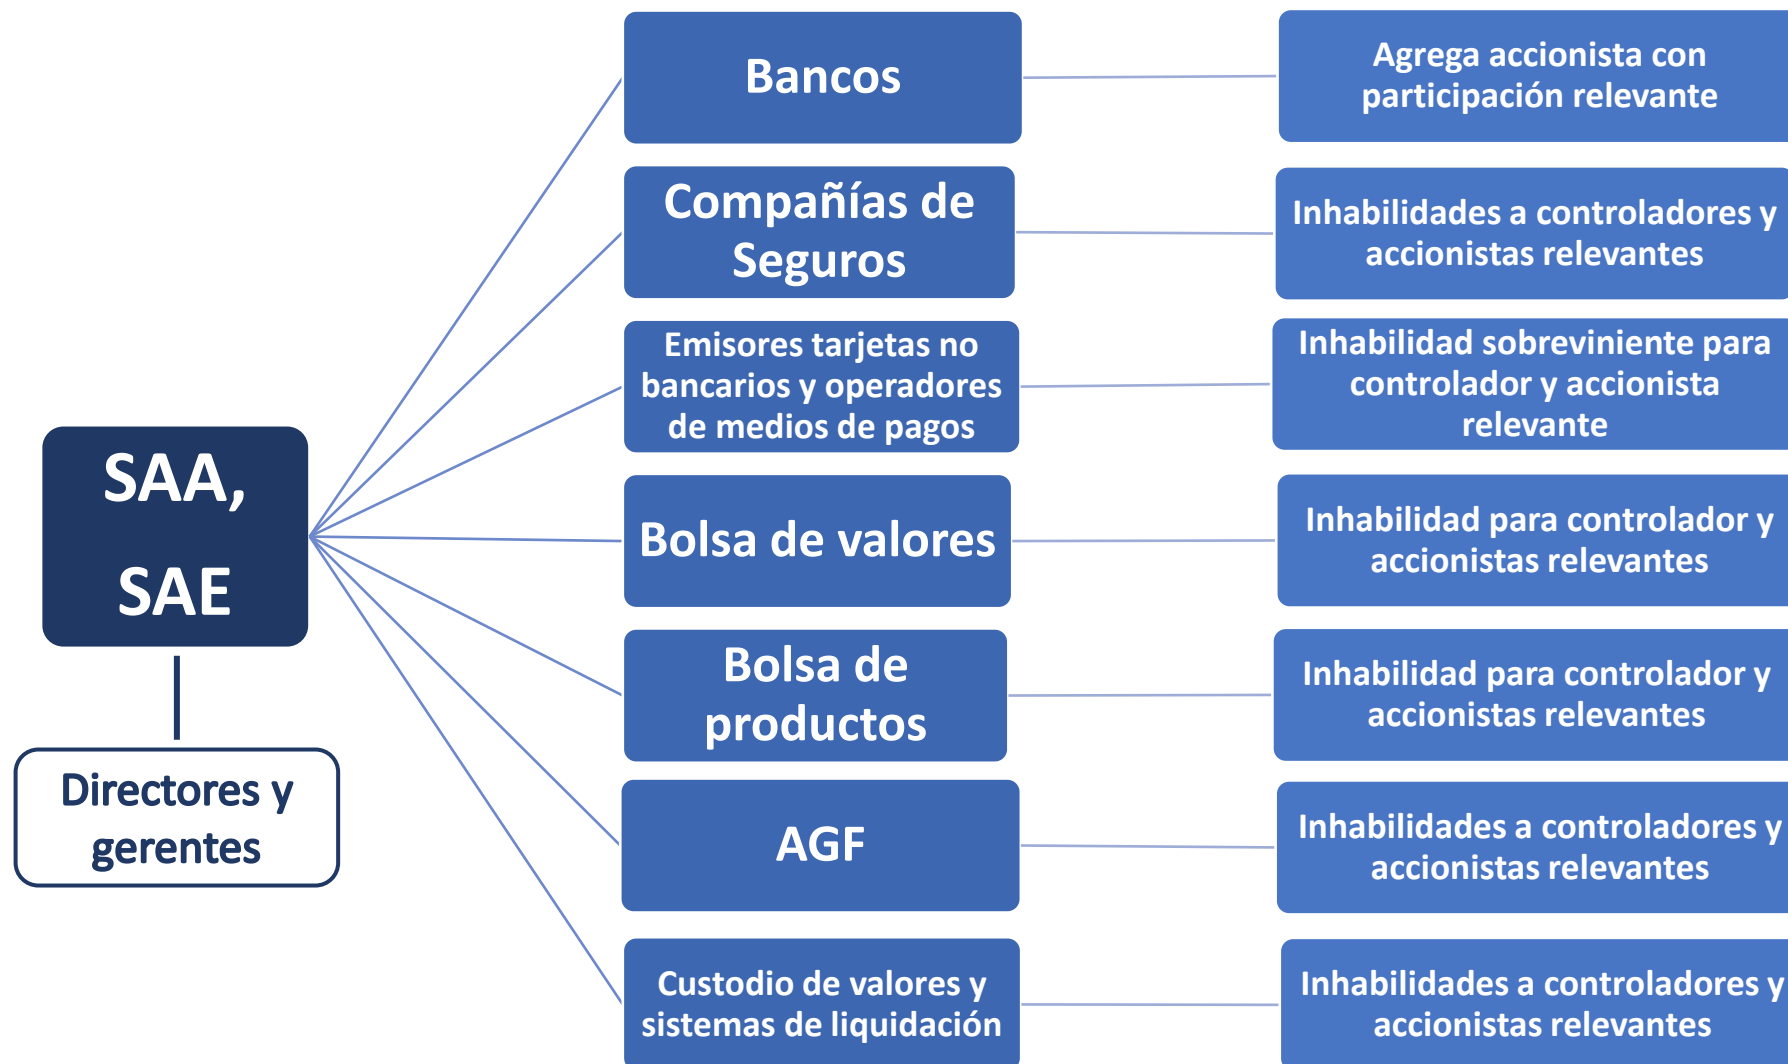 SAA,
SAE
Directores y
gerentes
Bancos
Agrega accionista con
participación relevante
Compañías de
Seguros
Inhabilidades a controladores y
accionistas relevantes
Emisores tarjetas no
bancarios y operadores
de medios de pagos
Inhabilidad sobreviniente para
controlador y accionista
relevante
Bolsa de valores
Inhabilidad para controlador y
accionistas relevantes
Bolsa de
productos
Inhabilidad para controlador y
accionistas relevantes
AGF
Inhabilidades a controladores y
accionistas relevantes
Custodio de valores y
sistemas de liquidación
Inhabilidades a controladores y
accionistas relevantes